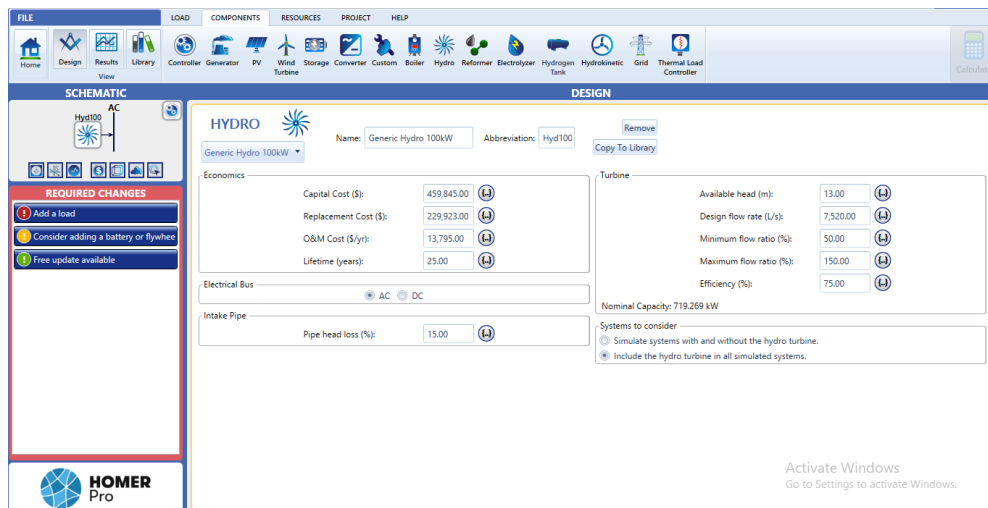 FILE LOAD COMPONENTS RESOURCES PROJECT HELP
Home Design Results Library Controller Generator PV Wind Turbine Storage Converter Custom Boiler Hydro Reformer Electrolyzer Hydrogen Tank Hydrokinetic Grid Thermal Load Controller Calculat
View
SCHEMATIC DESIGN
AC
Hyd100
REQUIRED CHANGES
Add a load
Consider adding a battery or flywhee
Free update available
HOMER
Pro
HYDRO
Generic Hydro 100kW
Name: Generic Hydro 100kW Abbreviation: Hyd100
Remove
Copy To Library
Economics
Capital Cost ($): 459,845.00 {..}
Replacement Cost ($): 229,923.00 {..}
O&M Cost ($/yr): 13,795.00 {..}
Lifetime (years): 25.00 {..}
Electrical Bus
AC DC
Intake Pipe
Pipe head loss (%): 15.00 {..}
Turbine
Available head (m): 13.00 {..}
Design flow rate (L/s): 7,520.00 {..}
Minimum flow ratio (%): 50.00 {..}
Maximum flow ratio (%): 150.00 {..}
Efficiency (%): 75.00 {..}
Nominal Capacity: 719.269 kW
Systems to consider
Simulate systems with and without the hydro turbine.
Include the hydro turbine in all simulated systems.
Activate Windows
Go to Settings to activate Windows.